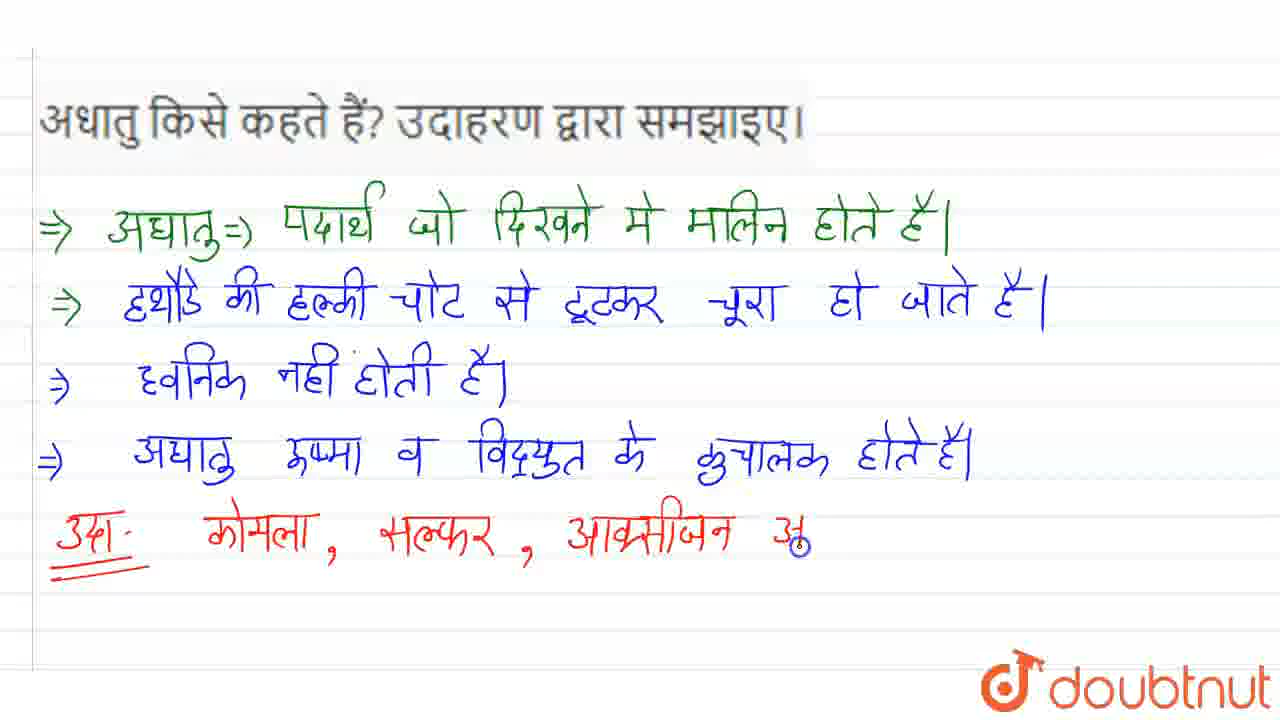 अधातु किसे कहते हैं? उदाहरण द्वारा समझाइए।
⇒ अधातु ⇒ पदार्थ जो दिखने मे मलिन होते है।
⇒ हथौडे की हल्की चोट से टूटकर चूरा हो जाते है।
⇒ ध्वनिक नही होती है।
⇒ अधातु ऊष्मा व विद्युत के कुचालक होते है।
उदा- कोयला, सल्फर, आक्सीजन अ
doubtnut